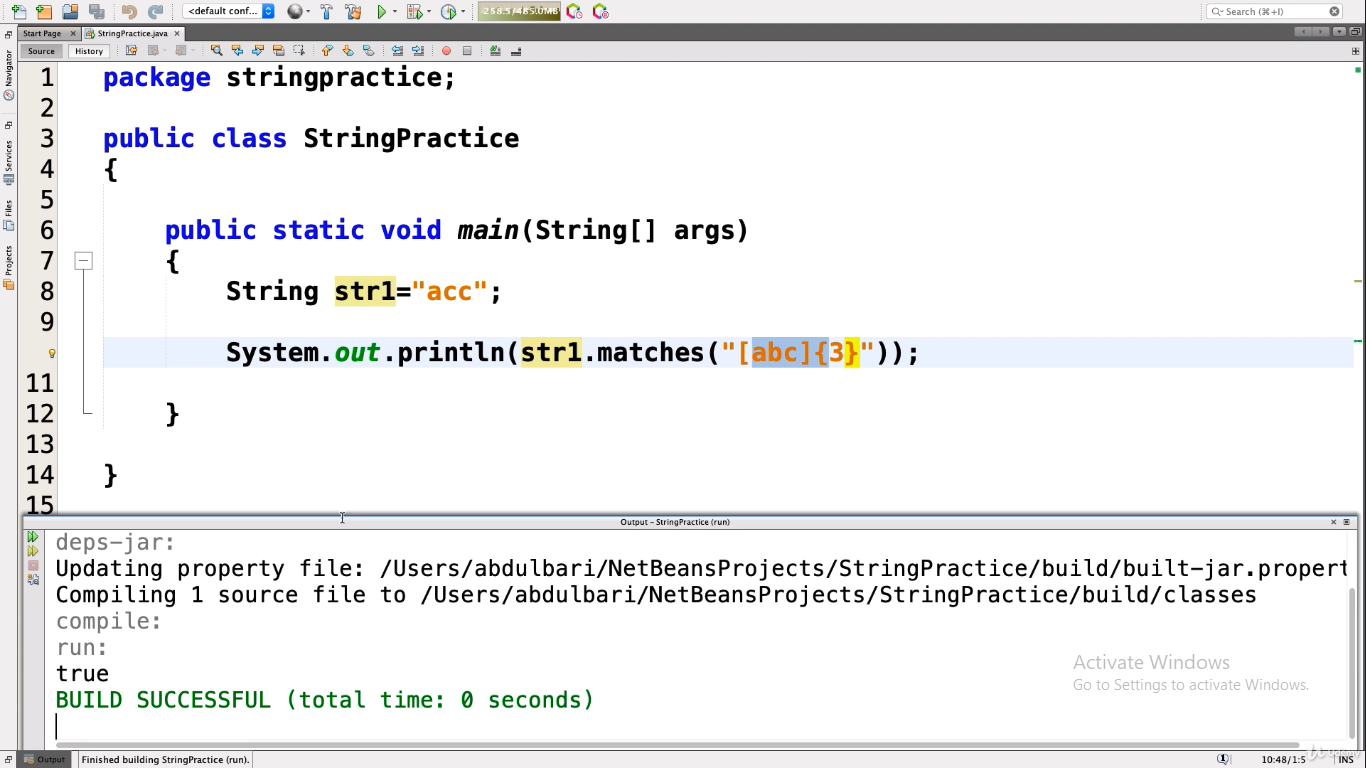 <default conf...
258.5/485.0MB
Search (⌘+I)
Start Page
StringPractice.java
Source
History
Navigator
Services
Files
Projects
1 package stringpractice;
2
3 public class StringPractice
4 {
5
6 public static void main(String[] args)
7 {
8 String str1="acc";
9
System.out.println(str1.matches("[abc]{3}"));
11
12 }
13
14 }
15
Output - StringPractice (run)
deps-jar:
Updating property file: /Users/abdulbari/NetBeansProjects/StringPractice/build/built-jar.propert
Compiling 1 source file to /Users/abdulbari/NetBeansProjects/StringPractice/build/classes
compile:
run:
true
BUILD SUCCESSFUL (total time: 0 seconds)
Activate Windows
Go to Settings to activate Windows.
Output
Finished building StringPractice (run).
1
10:48/1:5
INS
Udemy